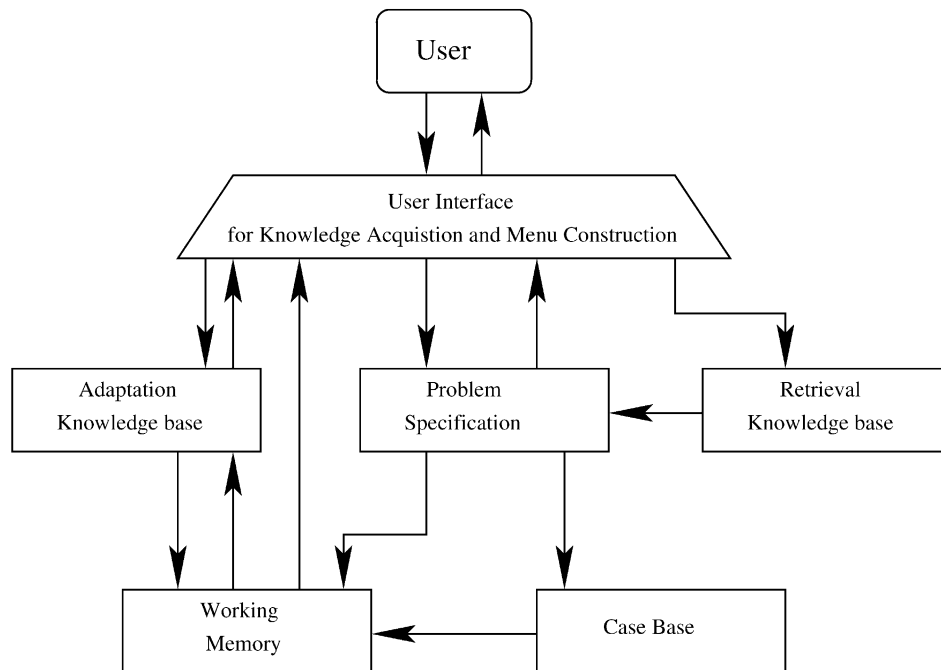 User
User Interface
for Knowledge Acquistion and Menu Construction
Adaptation
Knowledge base
Problem
Specification
Retrieval
Knowledge base
Working
Memory
Case Base